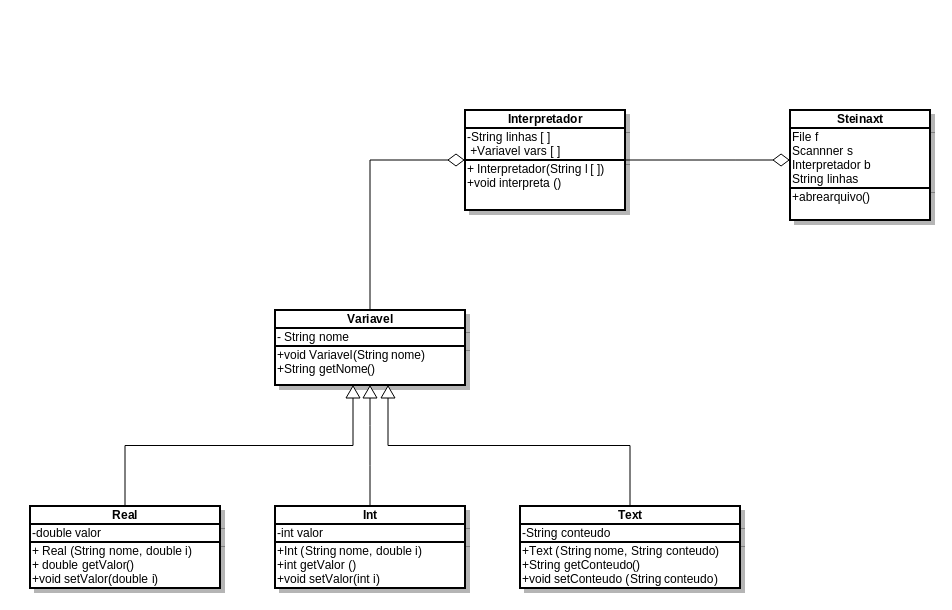 Interpretador
-String linhas [ ]
+Variavel vars [ ]
+ Interpretador(String l [ ])
+void interpreta ()
Steinaxt
File f
Scannner s
Interpretador b
String linhas
+abrearquivo()
Variavel
- String nome
+void Variavel(String nome)
+String getNome()
Real
-double valor
+ Real (String nome, double i)
+ double getValor()
+void setValor(double i)
Int
-int valor
+Int (String nome, double i)
+int getValor ()
+void setValor(int i)
Text
-String conteudo
+Text (String nome, String conteudo)
+String getConteudo()
+void setConteudo (String conteudo)